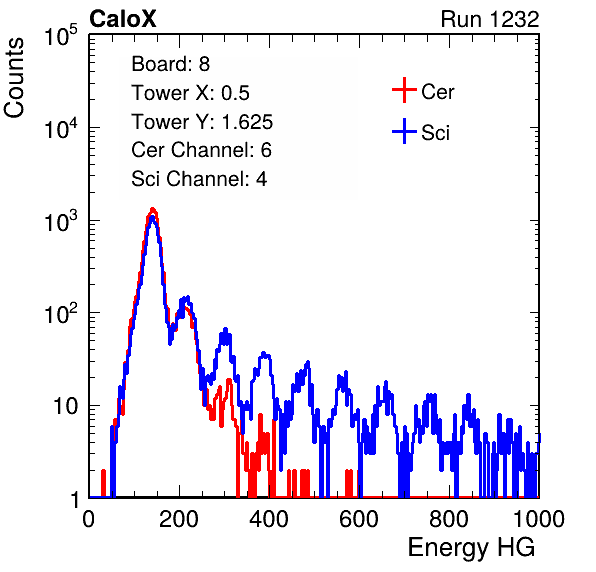 CaloX Run 1232
Counts
10^5
Board: 8
Tower X: 0.5
Tower Y: 1.625
Cer Channel: 6
Sci Channel: 4
Cer
Sci
10^4
10^3
10^2
10
1
0 200 400 600 800 1000
Energy HG